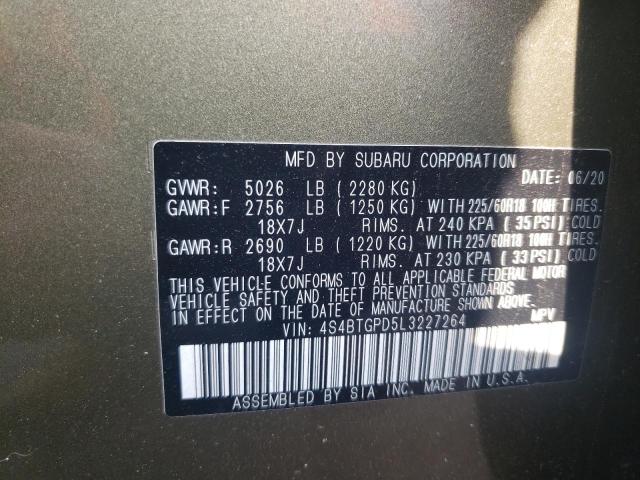 MFD BY SUBARU CORPORATION
DATE: 06/20
GVWR: 5026 LB ( 2280 KG)
GAWR:F 2756 LB ( 1250 KG) WITH 225/60R18 100H TIRES.
18X7J RIMS. AT 240 KPA ( 35 PSI) COLD
GAWR:R 2690 LB ( 1220 KG) WITH 225/60R18 100H TIRES.
18X7J RIMS. AT 230 KPA ( 33 PSI) COLD
THIS VEHICLE CONFORMS TO ALL APPLICABLE FEDERAL MOTOR
VEHICLE SAFETY AND THEFT PREVENTION STANDARDS
IN EFFECT ON THE DATE OF MANUFACTURE SHOWN ABOVE.
VIN: 4S4BTGPD5L3227264 MPV
ASSEMBLED BY SIA INC. MADE IN U.S.A.